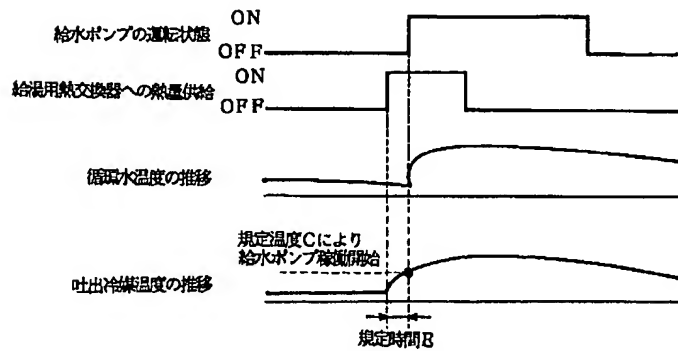 ON
給水ポンプの運転状態
OFF
ON
給湯用熱交換器への熱量供給
OFF
循環水温度の推移
規定温度Cにより
給水ポンプ稼動開始
吐出冷媒温度の推移
規定時間E